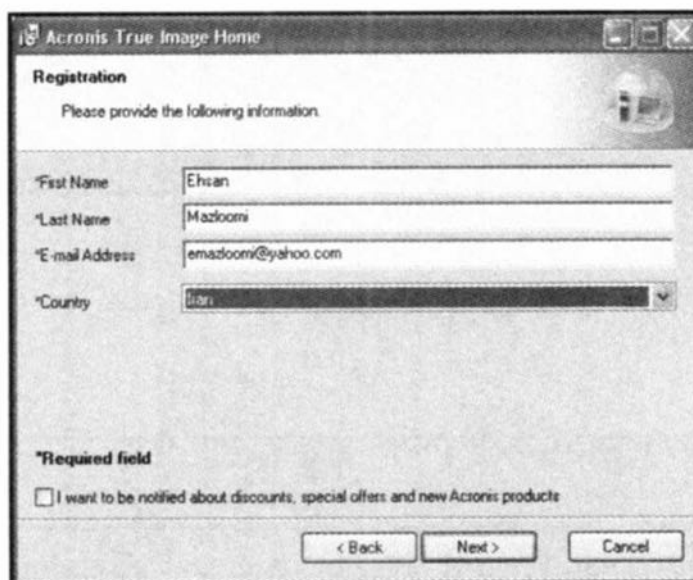 Acronis True Image Home
Registration
Please provide the following information.
*First Name Ehsan
*Last Name Mazloomi
*E-mail Address emazloomi@yahoo.com
*Country Iran
*Required field
I want to be notified about discounts, special offers and new Acronis products
< Back Next > Cancel